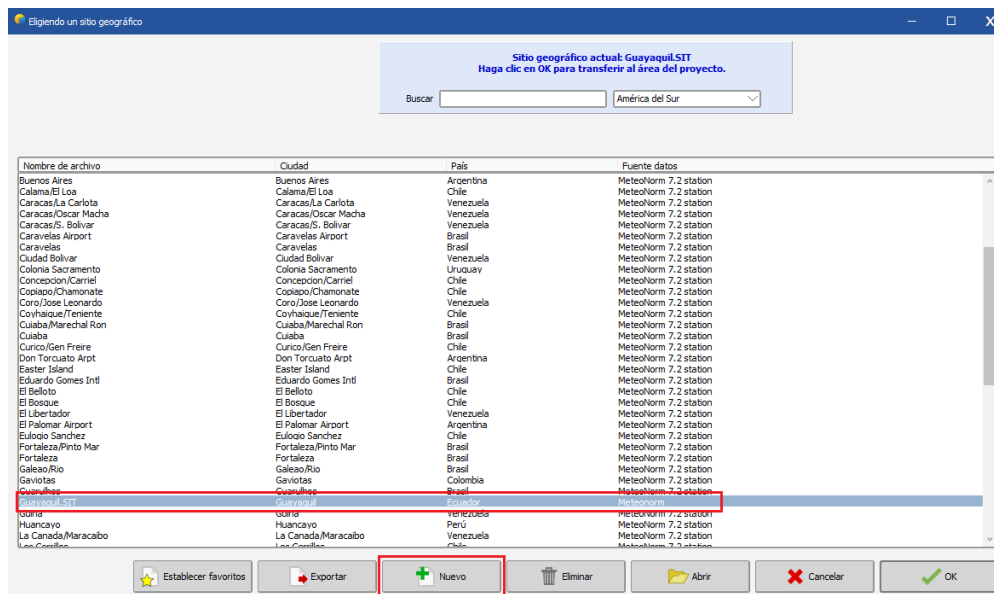 Eligiendo un sitio geográfico
Sitio geográfico actual: Guayaquil.SIT
Haga clic en OK para transferir al área del proyecto.
Buscar América del Sur
Nombre de archivo Ciudad País Fuente datos
Buenos Aires Buenos Aires Argentina MeteoNorm 7.2 station
Calama/El Loa Calama/El Loa Chile MeteoNorm 7.2 station
Caracas/La Carlota Caracas/La Carlota Venezuela MeteoNorm 7.2 station
Caracas/Oscar Macha Caracas/Oscar Macha Venezuela MeteoNorm 7.2 station
Caracas/S. Bolivar Caracas/S. Bolivar Venezuela MeteoNorm 7.2 station
Caravelas Airport Caravelas Airport Brasil MeteoNorm 7.2 station
Caravelas Caravelas Brasil MeteoNorm 7.2 station
Ciudad Bolivar Ciudad Bolivar Venezuela MeteoNorm 7.2 station
Colonia Sacramento Colonia Sacramento Uruguay MeteoNorm 7.2 station
Concepcion/Carriel Concepcion/Carriel Chile MeteoNorm 7.2 station
Copiapo/Chamonate Copiapo/Chamonate Chile MeteoNorm 7.2 station
Coro/Jose Leonardo Coro/Jose Leonardo Venezuela MeteoNorm 7.2 station
Coyhaique/Teniente Coyhaique/Teniente Chile MeteoNorm 7.2 station
Cuiaba/Marechal Ron Cuiaba/Marechal Ron Brasil MeteoNorm 7.2 station
Cuiaba Cuiaba Brasil MeteoNorm 7.2 station
Curico/Gen Freire Curico/Gen Freire Chile MeteoNorm 7.2 station
Don Torcuato Arpt Don Torcuato Arpt Argentina MeteoNorm 7.2 station
Easter Island Easter Island Chile MeteoNorm 7.2 station
Eduardo Gomes Intl Eduardo Gomes Intl Brasil MeteoNorm 7.2 station
El Belloto El Belloto Chile MeteoNorm 7.2 station
El Bosque El Bosque Chile MeteoNorm 7.2 station
El Libertador El Libertador Venezuela MeteoNorm 7.2 station
El Palomar Airport El Palomar Airport Argentina MeteoNorm 7.2 station
Eulogio Sanchez Eulogio Sanchez Chile MeteoNorm 7.2 station
Fortaleza/Pinto Mar Fortaleza/Pinto Mar Brasil MeteoNorm 7.2 station
Fortaleza Fortaleza Brasil MeteoNorm 7.2 station
Galeao/Rio Galeao/Rio Brasil MeteoNorm 7.2 station
Gaviotas Gaviotas Colombia MeteoNorm 7.2 station
Guarulhos Guarulhos Brasil MeteoNorm 7.2 station
Guayaquil.SIT Guayaquil Ecuador Meteonorm
Guiria Guiria Venezuela MeteoNorm 7.2 station
Huancayo Huancayo Perú MeteoNorm 7.2 station
La Canada/Maracaibo La Canada/Maracaibo Venezuela MeteoNorm 7.2 station
Los Cerrillos Los Cerrillos Chile MeteoNorm 7.2 station
Establecer favoritos Exportar Nuevo Eliminar Abrir Cancelar OK